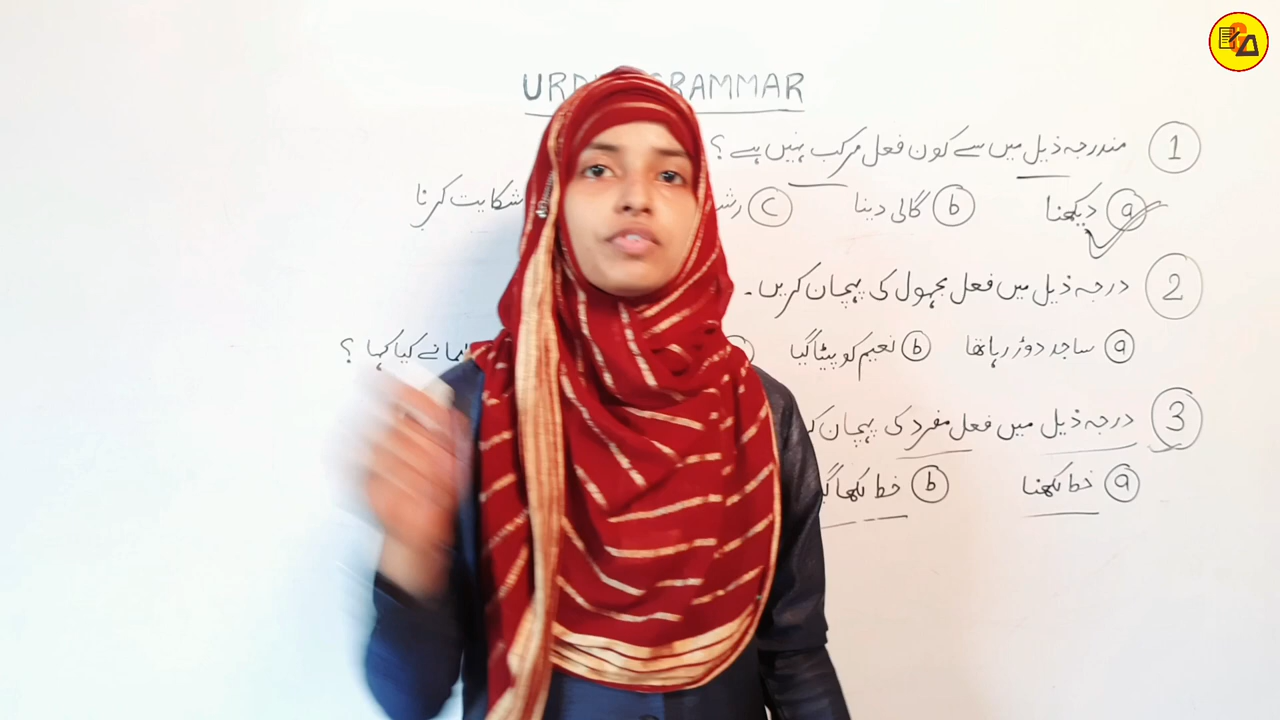 URDU GRAMMAR
1 مندرجہ ذیل میں سے کون فعل مرکب نہیں ہے؟
a دیکھنا b گالی دینا c شکایت کرنا
2 درجہ ذیل میں فعل مجہول کی پہچان کریں۔
a ساجد دوڑ رہا تھا b نعیم کو پیٹا گیا نے کیا کہا ؟
3 درجہ ذیل میں فعل مفرد کی پہچان
a خط لکھنا b خط لکھا